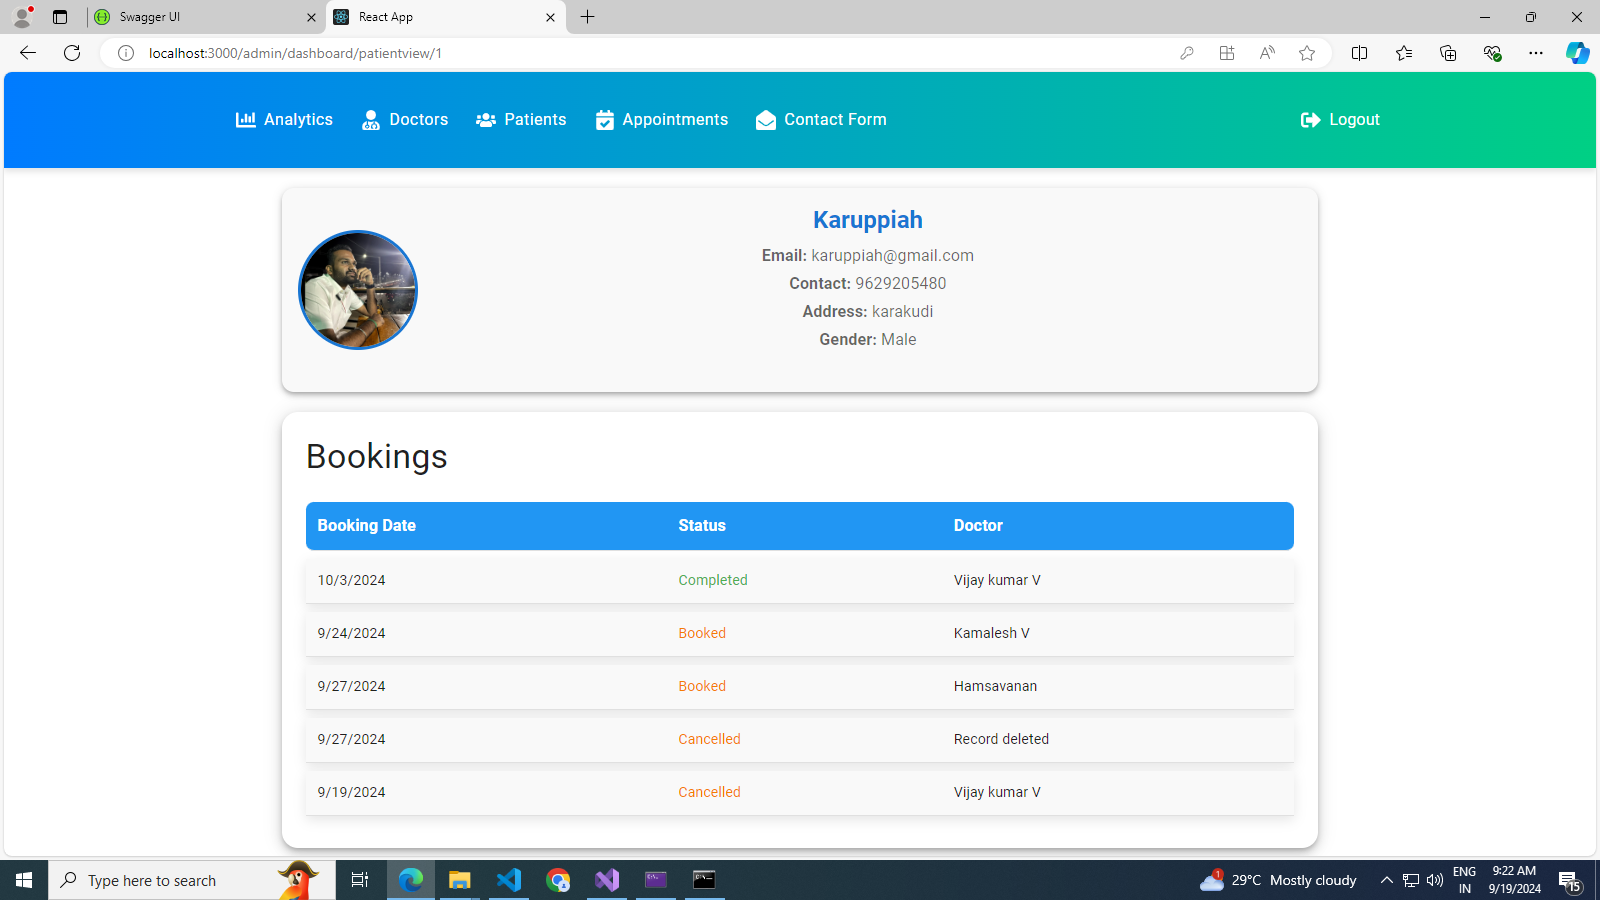 Swagger UI
React App
localhost:3000/admin/dashboard/patientview/1
Analytics
Doctors
Patients
Appointments
Contact Form
Logout
Karuppiah
Email: karuppiah@gmail.com
Contact: 9629205480
Address: karakudi
Gender: Male
Bookings
Booking Date Status Doctor
10/3/2024 Completed Vijay kumar V
9/24/2024 Booked Kamalesh V
9/27/2024 Booked Hamsavanan
9/27/2024 Cancelled Record deleted
9/19/2024 Cancelled Vijay kumar V
Type here to search
1
29°C Mostly cloudy
ENG
IN
9:22 AM
9/19/2024
15